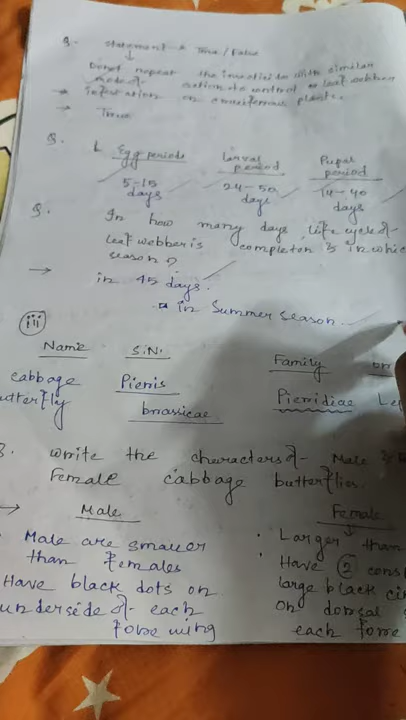 Q. Statement → True/False
↓
Donot repeat the insecticides with similar
mode of action to control leaf webber
→ infestation on cruciferous plants.
→ True
Q.
L Egg periods Larval period Pupal period
5-15 days 24-50 days 14-40 days
Q. In how many days life cycle of
leaf webber is completed & in which
season?
→ in 45 days.
in Summer season.
(iii)
Name S.N. Family
cabbage Pieris Pieridae
butterfly brassicae
Write the characters of Male &
Female cabbage butterflies.
→ Male Female
Male are smaller
than females
Have black dots on
underside of each
fore wing
Larger than
Have 2
large black
on dorsal
each fore